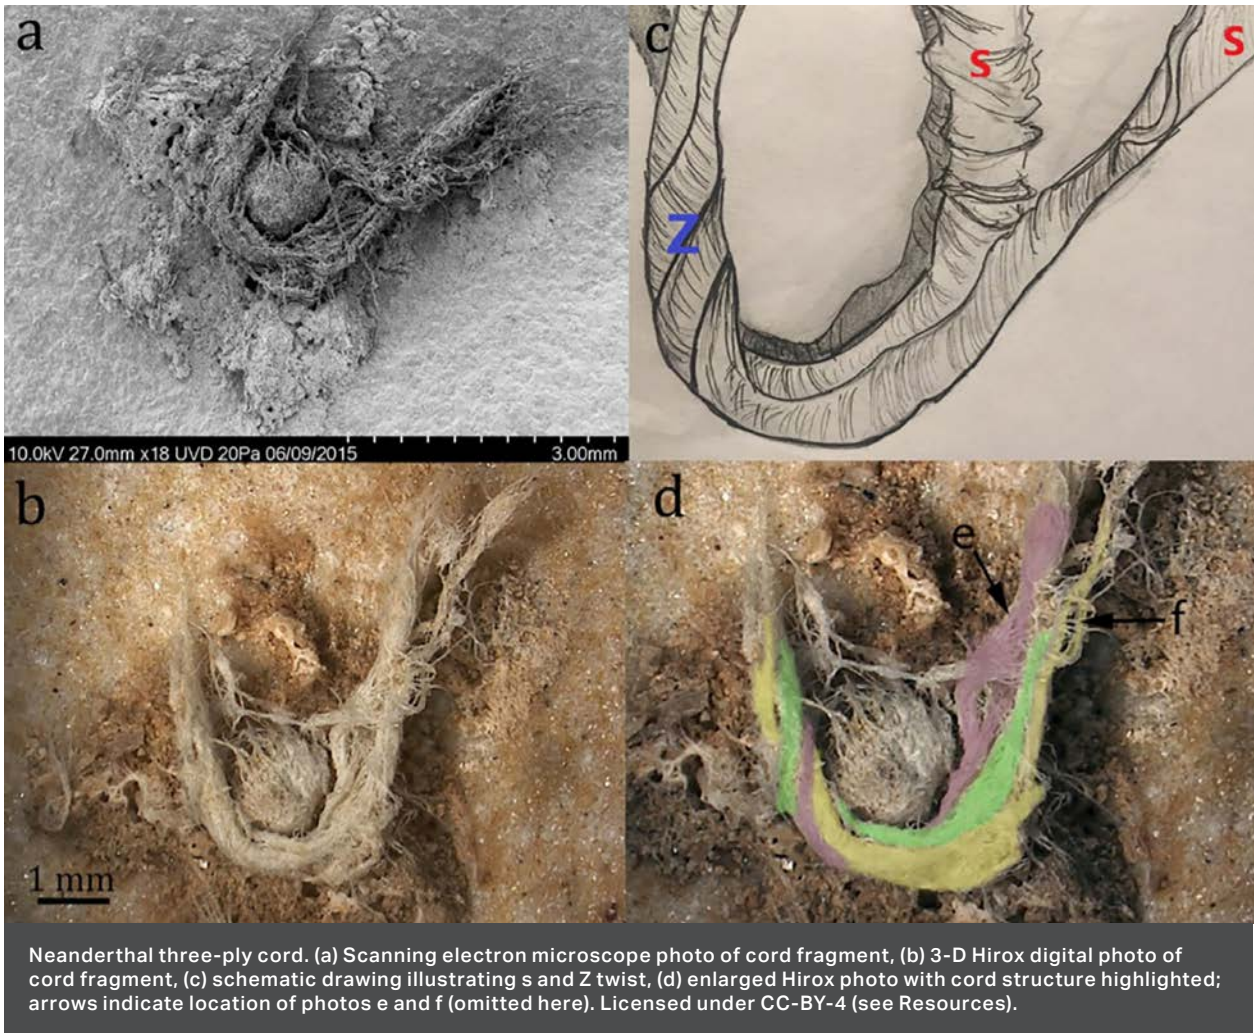 a
10.0kV 27.0mm x18 UVD 20Pa 06/09/2015 3.00mm
c
S
S
Z
b
1 mm
d
e
f
Neanderthal three-ply cord. (a) Scanning electron microscope photo of cord fragment, (b) 3-D Hirox digital photo of
cord fragment, (c) schematic drawing illustrating s and Z twist, (d) enlarged Hirox photo with cord structure highlighted;
arrows indicate location of photos e and f (omitted here). Licensed under CC-BY-4 (see Resources).